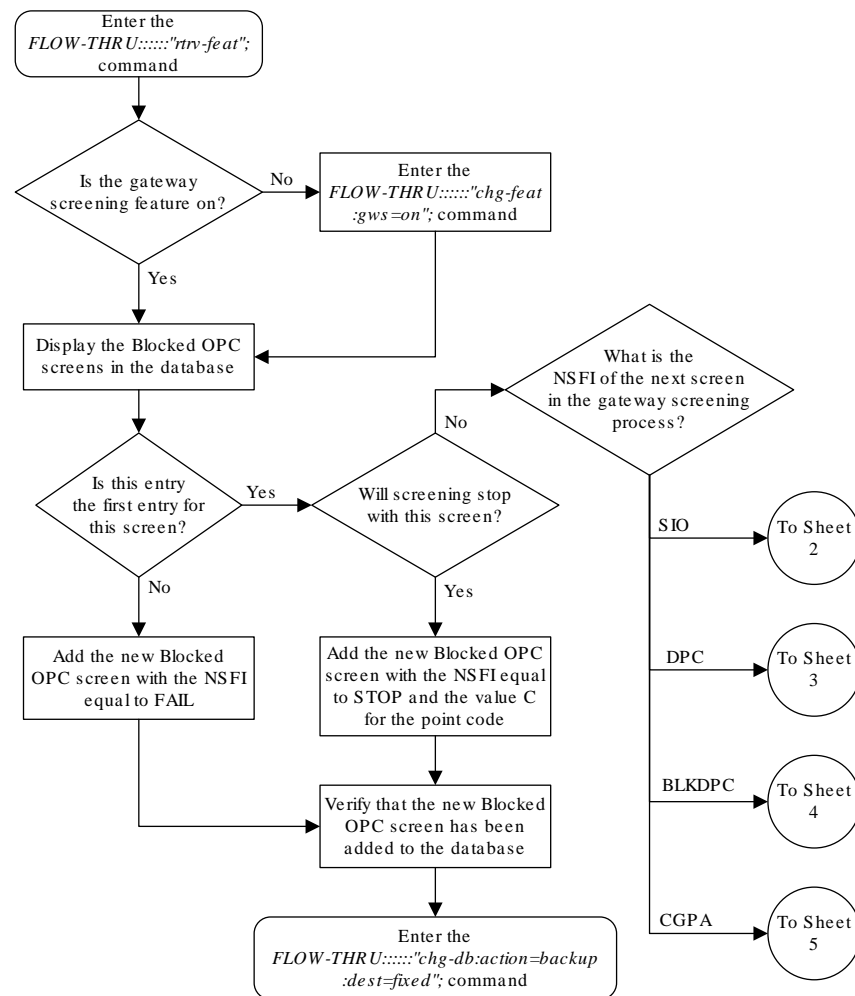 Enter the
FLOW-THRU::::::"rtrv-feat";
command
Is the gateway
screening feature on?
No
Enter the
FLOW-THRU::::::"chg-feat
:gws=on"; command
Yes
Display the Blocked OPC
screens in the database
What is the
NSFI of the next screen
in the gateway screening
process?
No
Is this entry
the first entry for
this screen?
Yes
Will screening stop
with this screen?
SIO
To Sheet
2
No
Yes
Add the new Blocked
OPC screen with the NSFI
equal to FAIL
Add the new Blocked OPC
screen with the NSFI equal
to STOP and the value C
for the point code
DPC
To Sheet
3
BLKDPC
To Sheet
4
Verify that the new Blocked
OPC screen has been
added to the database
CGPA
To Sheet
5
Enter the
FLOW-THRU::::::"chg-db:action=backup
:dest=fixed"; command